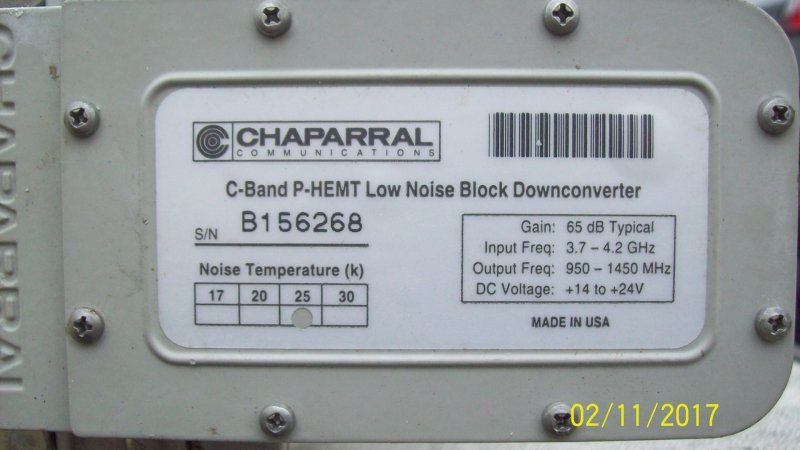 CHAPARRAL
CHAPARRAL
COMMUNICATIONS
C-Band P-HEMT Low Noise Block Downconverter
S/N B156268
Noise Temperature (k)
17 20 25 30
Gain: 65 dB Typical
Input Freq: 3.7 – 4.2 GHz
Output Freq: 950 – 1450 MHz
DC Voltage: +14 to +24V
MADE IN USA
02/11/2017